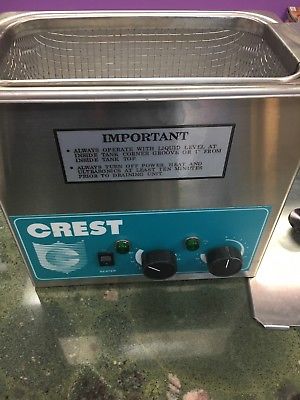 IMPORTANT
• ALWAYS OPERATE WITH LIQUID LEVEL AT
INSIDE TANK CORNER GROOVE OR 1" FROM
INSIDE TANK TOP
• ALWAYS TURN OFF POWER, HEAT AND
ULTRASONICS AT LEAST TEN MINUTES
PRIOR TO DRAINING UNIT
CREST
HEATER